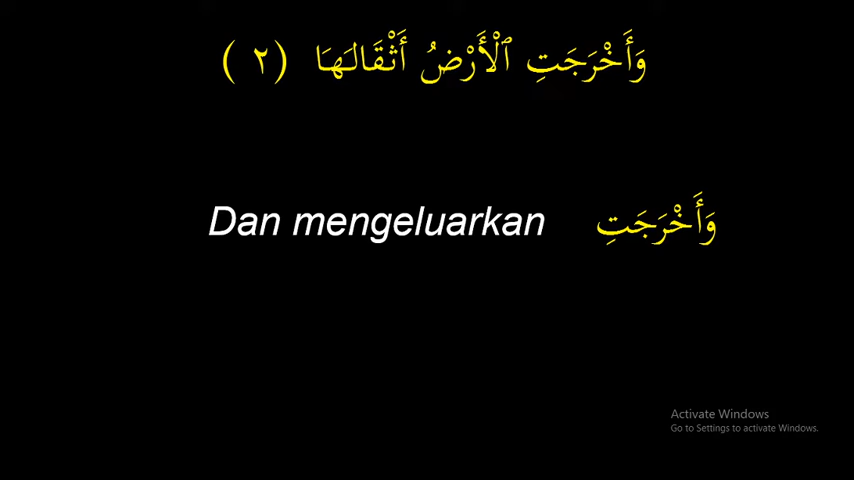 وَأَخْرَجَتِ ٱلْأَرْضُ أَثْقَالَهَا (٢)
Dan mengeluarkan وَأَخْرَجَتِ
Activate Windows
Go to Settings to activate Windows.